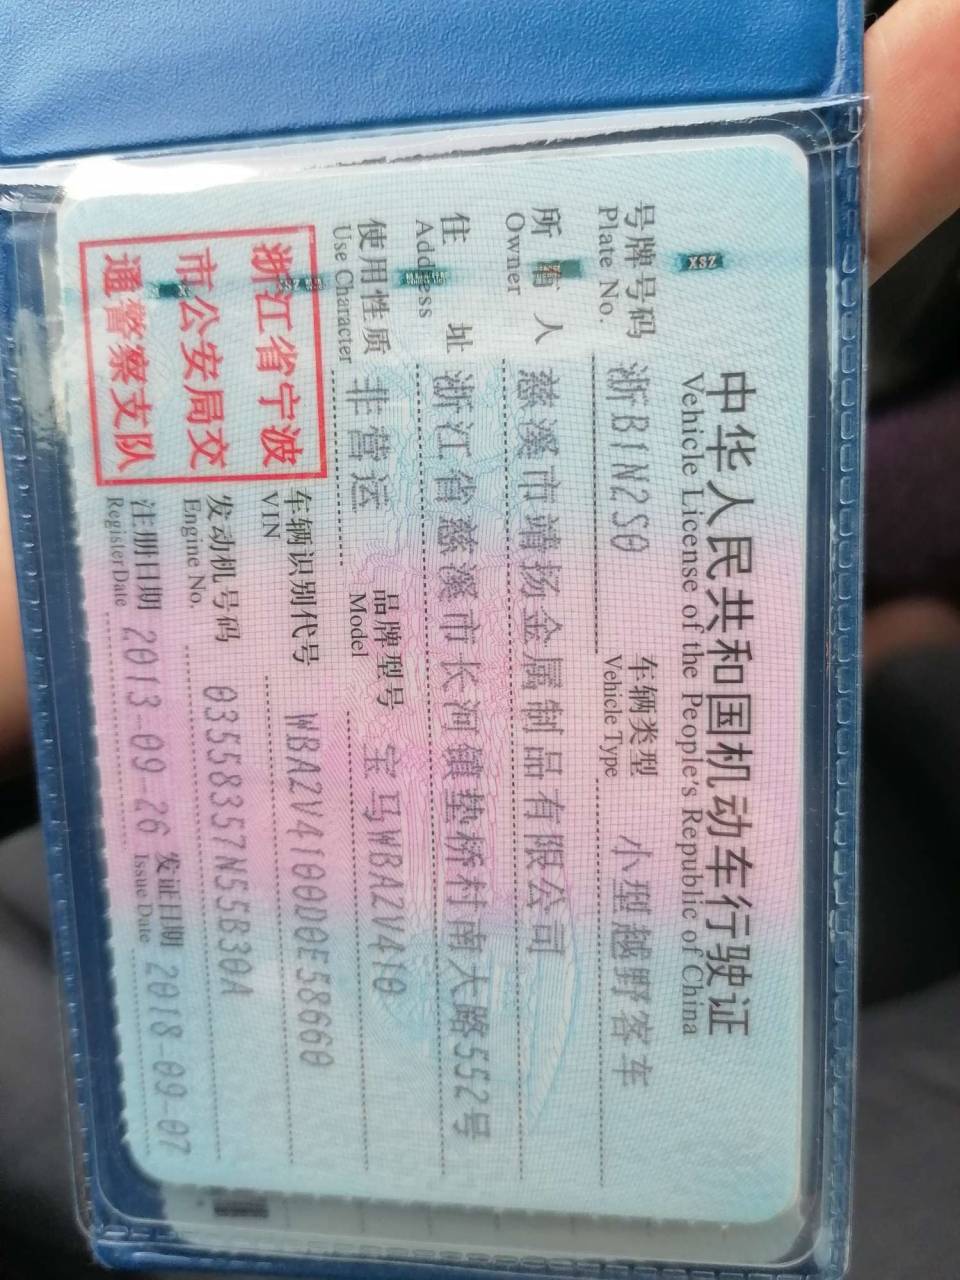 中华人民共和国机动车行驶证
Vehicle License of the People's Republic of China
号牌号码 浙B1N2S0 车辆类型 小型越野客车
Plate No. Vehicle Type
所有人 慈溪市靖扬金属制品有限公司
Owner
住址 浙江省慈溪市长河镇垫桥村南大路552号
Address
使用性质 非营运 品牌型号 宝马WBA2V410
Use Character Model
浙江省宁波
市公安局交
通警察支队
车辆识别代号 WBA2V4100D0E58660
VIN
发动机号码 03558357N55B30A
Engine No.
注册日期 2013-09-26 发证日期 2018-09-07
Register Date Issue Date
XSZ